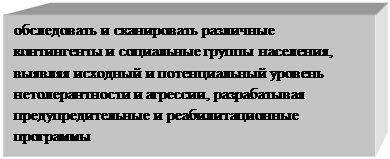 обследовать и сканировать различные
контингенты и социальные группы населения,
выявляя исходный и потенциальный уровень
нетолерантности и агрессии, разрабатывая
предупредительные и реабилитационные
программы